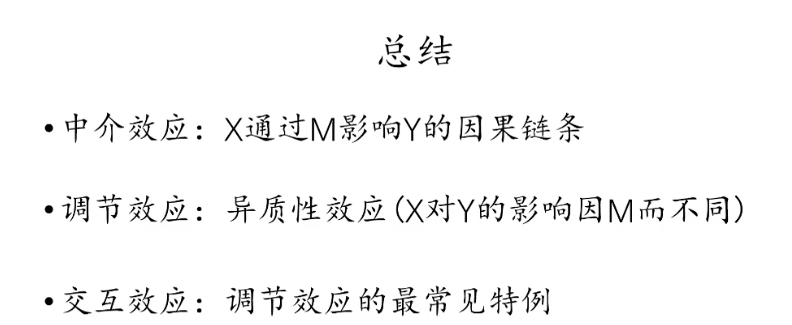 总结
•中介效应：X通过M影响Y的因果链条
•调节效应：异质性效应(X对Y的影响因M而不同)
•交互效应：调节效应的最常见特例